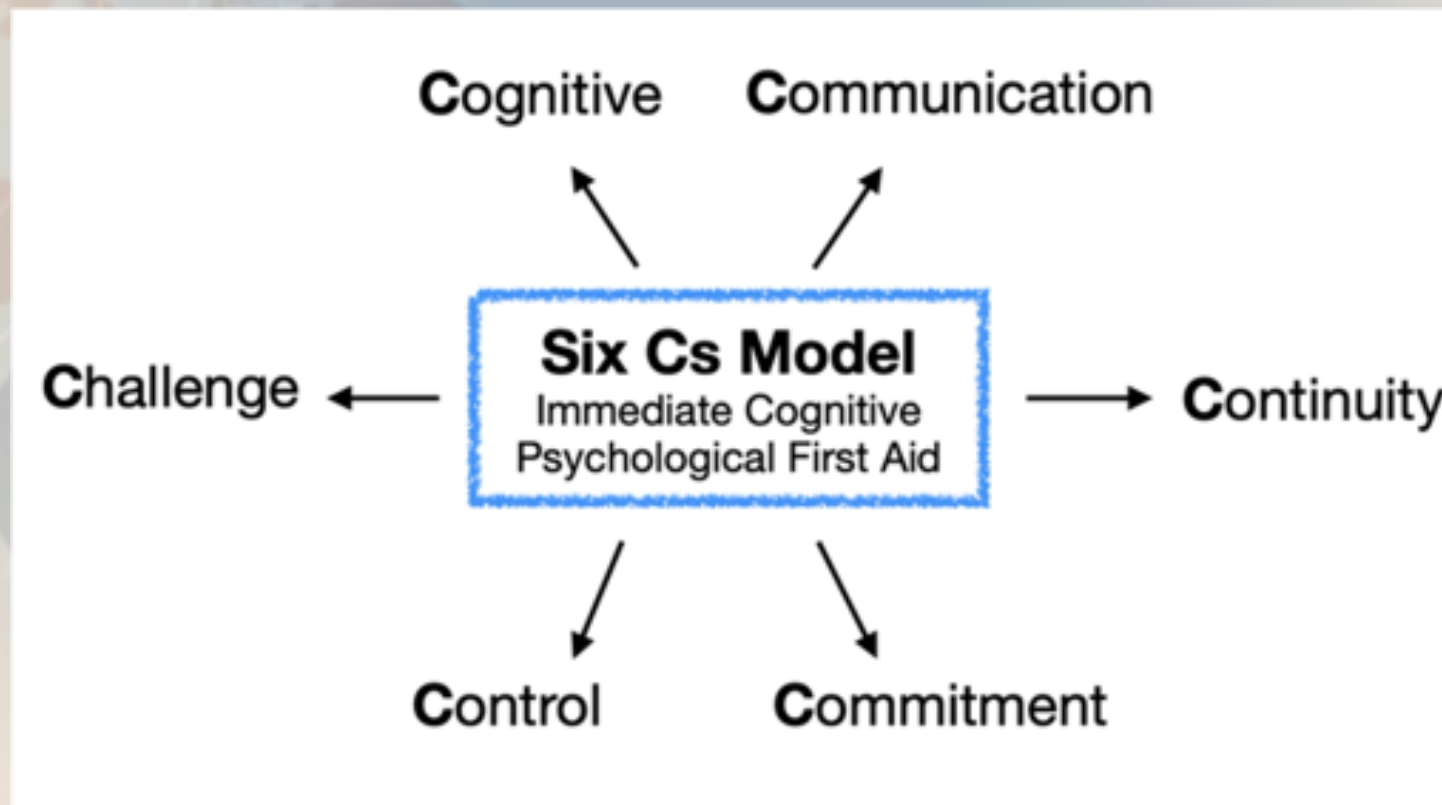 Cognitive
Communication
Challenge
Six Cs Model
Immediate Cognitive
Psychological First Aid
Continuity
Control
Commitment